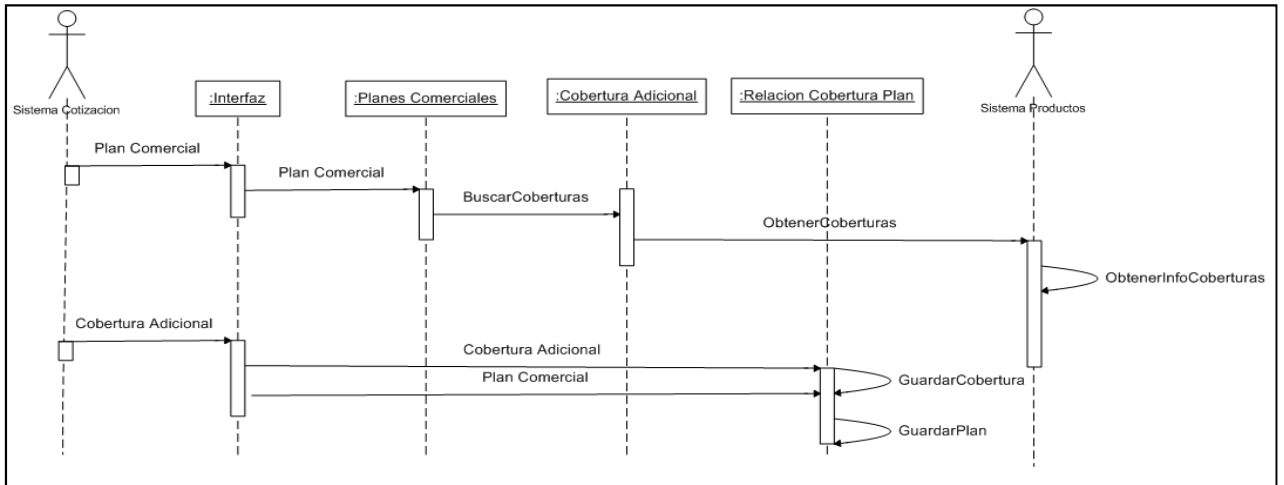 Sistema Cotizacion
:Interfaz
:Planes Comerciales
:Cobertura Adicional
:Relacion Cobertura Plan
Sistema Productos
Plan Comercial
Plan Comercial
BuscarCoberturas
ObtenerCoberturas
ObtenerInfoCoberturas
Cobertura Adicional
Cobertura Adicional
Plan Comercial
GuardarCobertura
GuardarPlan